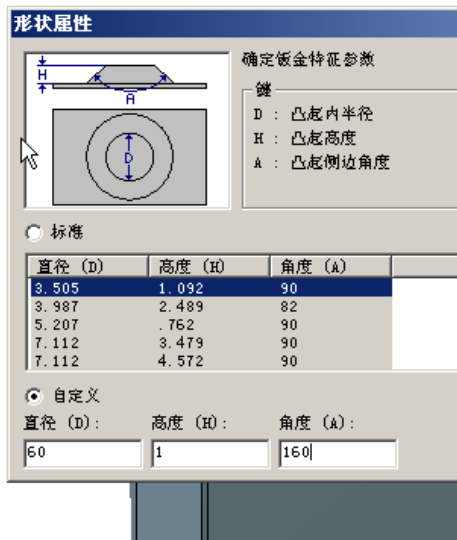 形状属性
H
A
D
确定钣金特征参数
键
D : 凸起内半径
H : 凸起高度
A : 凸起侧边角度
标准
直径 (D) 高度 (H) 角度 (A)
3.505 1.092 90
3.987 2.489 82
5.207 .762 90
7.112 3.479 90
7.112 4.572 90
自定义
直径 (D): 高度 (H): 角度 (A):
60 1 160